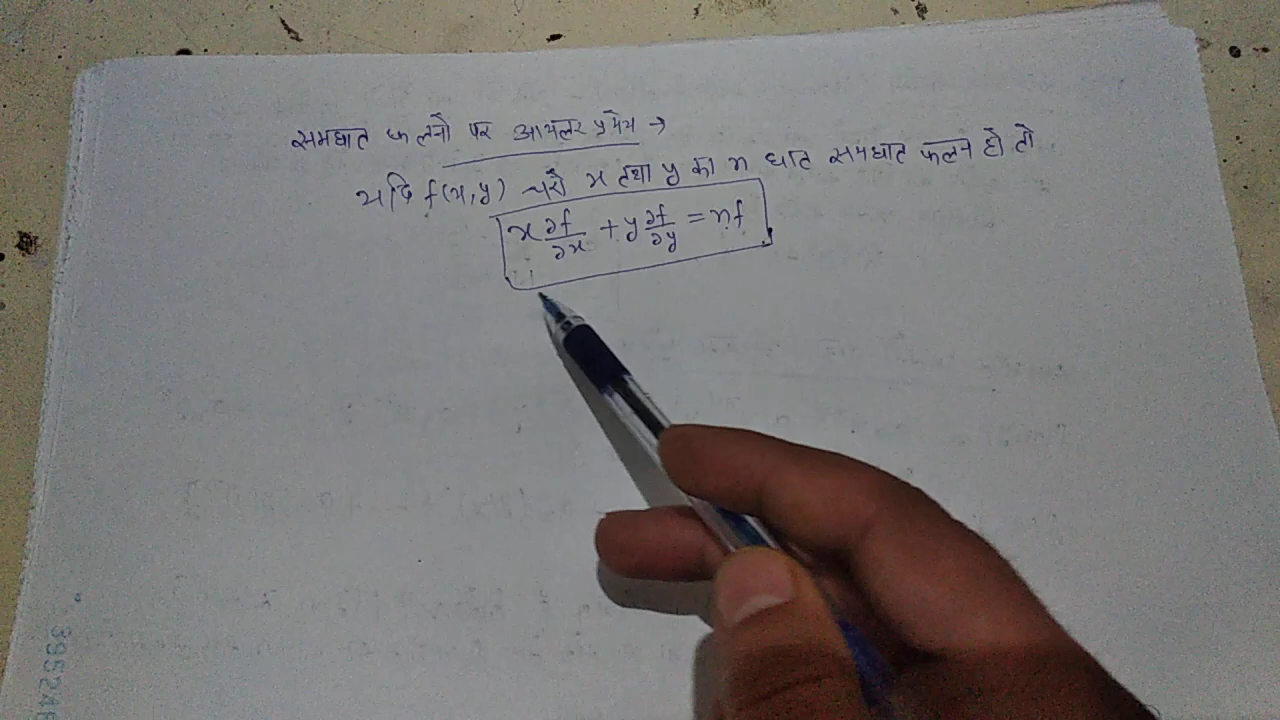 समघात फलनो पर आयलर प्रमेय →
यदि f(x,y) चरो x तथा y का n घात समघात फलन हो तो
x ∂f/∂x + y ∂f/∂y = nf